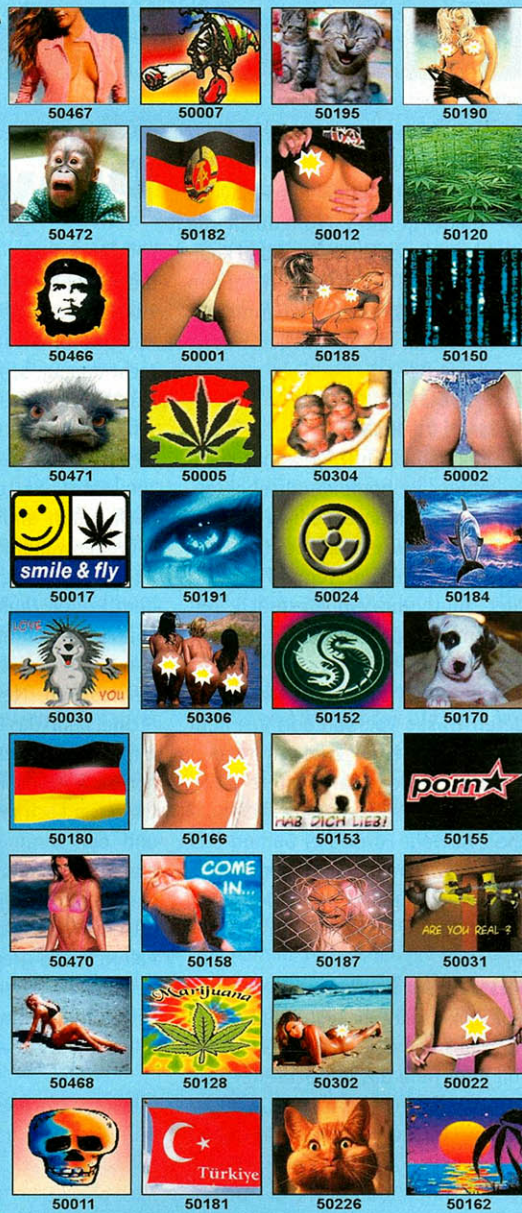 50467 50007 50195 50190
50472 50182 50012 50120
50466 50001 50185 50150
50471 50005 50304 50002
smile & fly
50017 50191 50024 50184
LOVE
YOU
50030 50306 50152 50170
HAB DICH LIEB!
porn
50180 50166 50153 50155
COME
IN...
ARE YOU REAL ?
50470 50158 50187 50031
Marijuana
50468 50128 50302 50022
Türkiye
50011 50181 50226 50162